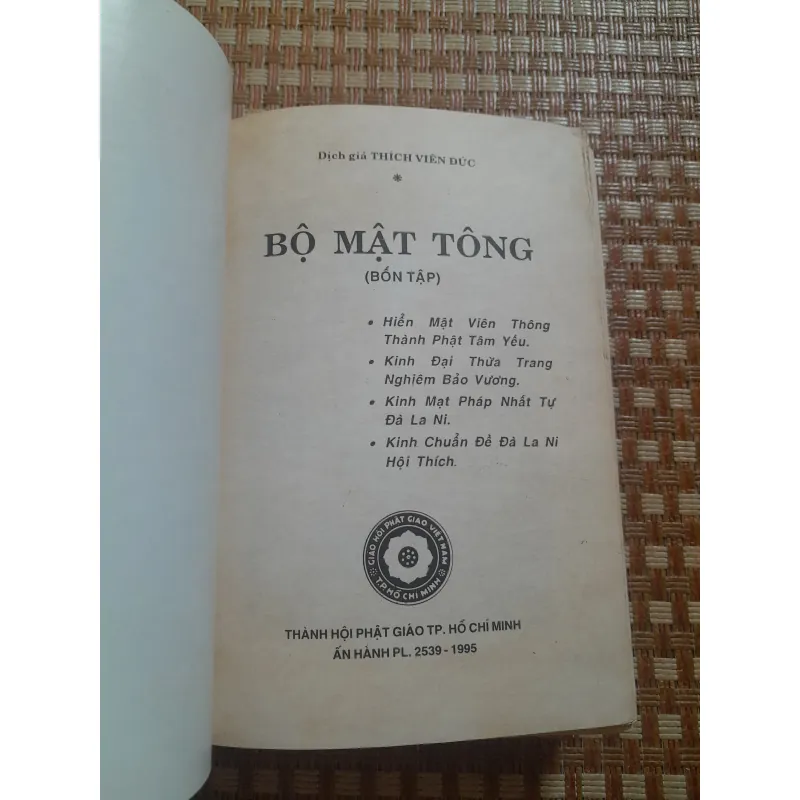 Dịch giả THÍCH VIÊN ĐỨC
BỘ MẬT TÔNG
(BỐN TẬP)
• Hiển Mật Viên Thông
Thành Phật Tâm Yếu.
• Kinh Đại Thừa Trang
Nghiêm Bảo Vương.
• Kinh Mạt Pháp Nhất Tự
Đà La Ni.
• Kinh Chuẩn Đề Đà La Ni
Hội Thích.
GIÁO HỘI PHẬT GIÁO VIỆT NAM
T.P HỒ CHÍ MINH
THÀNH HỘI PHẬT GIÁO TP. HỒ CHÍ MINH
ẤN HÀNH PL. 2539 - 1995